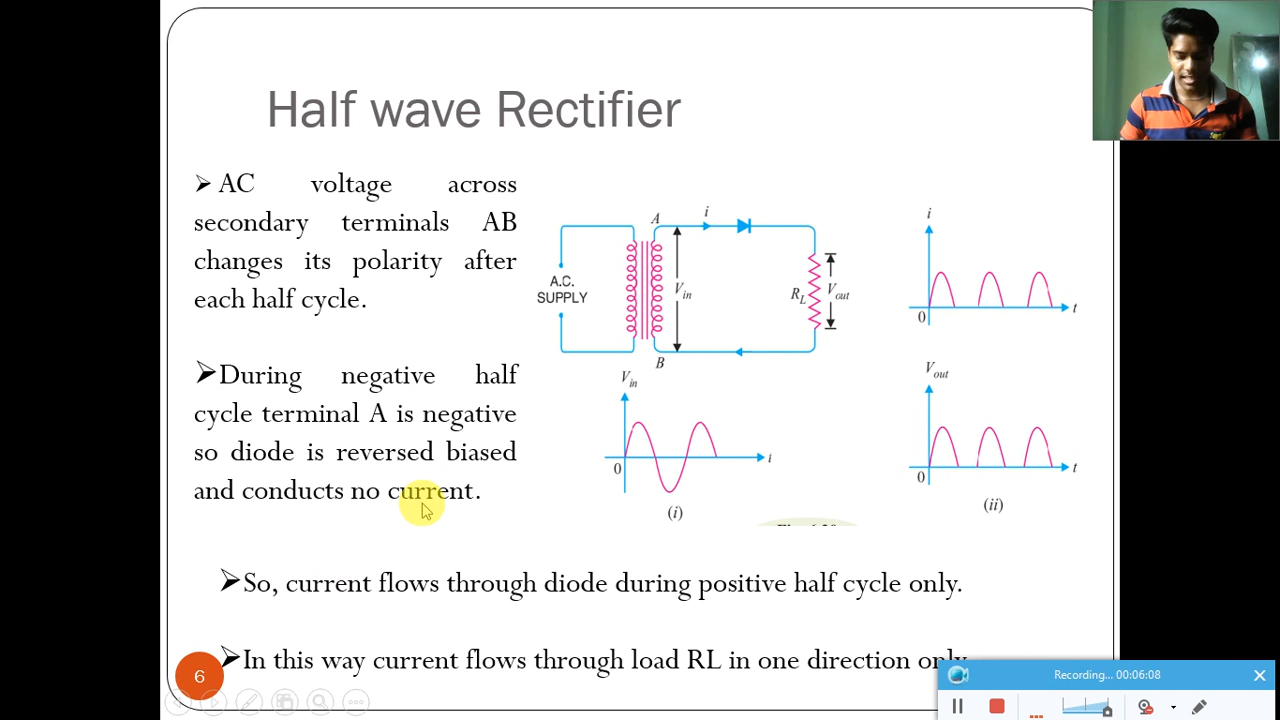 Half wave Rectifier
➢ AC voltage across
secondary terminals AB
changes its polarity after
each half cycle.
➢During negative half
cycle terminal A is negative
so diode is reversed biased
and conducts no current.
A
i
A.C.
SUPPLY
Vin
RL
Vout
B
Vin
0
i
(i)
i
0
t
Vout
0
t
(ii)
➢So, current flows through diode during positive half cycle only.
➢In this way current flows through load RL in one direction only
6
Recording... 00:06:08